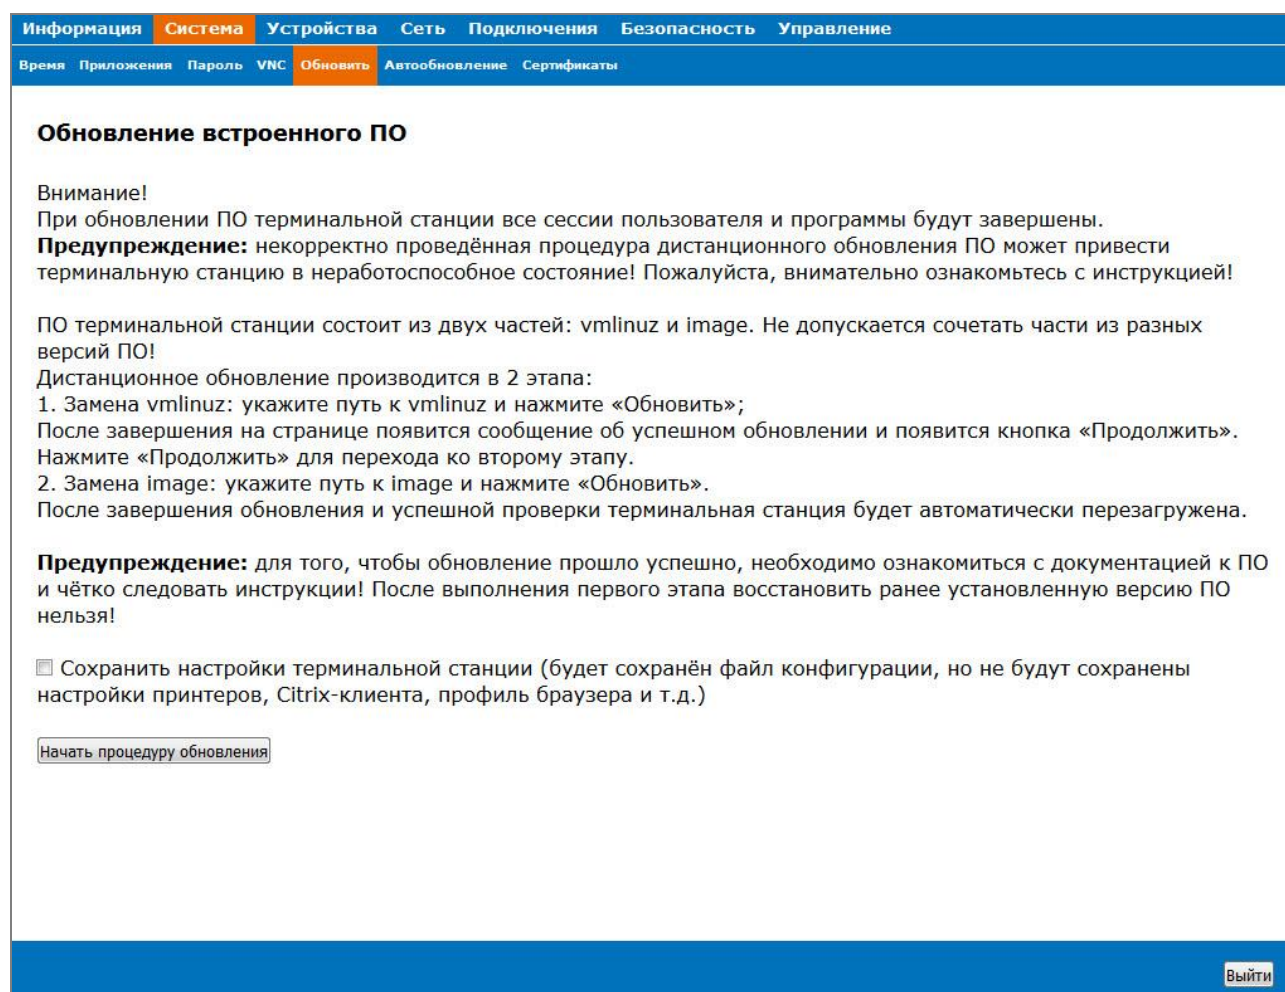 Информация Система Устройства Сеть Подключения Безопасность Управление
Время Приложения Пароль VNC Обновить Автообновление Сертификаты
Обновление встроенного ПО
Внимание!
При обновлении ПО терминальной станции все сессии пользователя и программы будут завершены.
Предупреждение: некорректно проведённая процедура дистанционного обновления ПО может привести
терминальную станцию в неработоспособное состояние! Пожалуйста, внимательно ознакомьтесь с инструкцией!
ПО терминальной станции состоит из двух частей: vmlinuz и image. Не допускается сочетать части из разных
версий ПО!
Дистанционное обновление производится в 2 этапа:
1. Замена vmlinuz: укажите путь к vmlinuz и нажмите «Обновить»;
После завершения на странице появится сообщение об успешном обновлении и появится кнопка «Продолжить».
Нажмите «Продолжить» для перехода ко второму этапу.
2. Замена image: укажите путь к image и нажмите «Обновить».
После завершения обновления и успешной проверки терминальная станция будет автоматически перезагружена.
Предупреждение: для того, чтобы обновление прошло успешно, необходимо ознакомиться с документацией к ПО
и чётко следовать инструкции! После выполнения первого этапа восстановить ранее установленную версию ПО
нельзя!
Сохранить настройки терминальной станции (будет сохранён файл конфигурации, но не будут сохранены
настройки принтеров, Citrix-клиента, профиль браузера и т.д.)
Начать процедуру обновления
Выйти